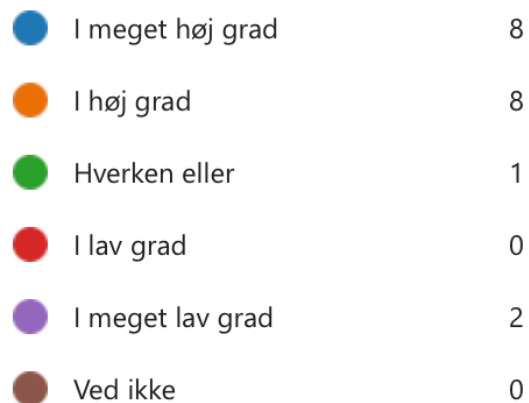 I meget høj grad 8
I høj grad 8
Hverken eller 1
I lav grad 0
I meget lav grad 2
Ved ikke 0